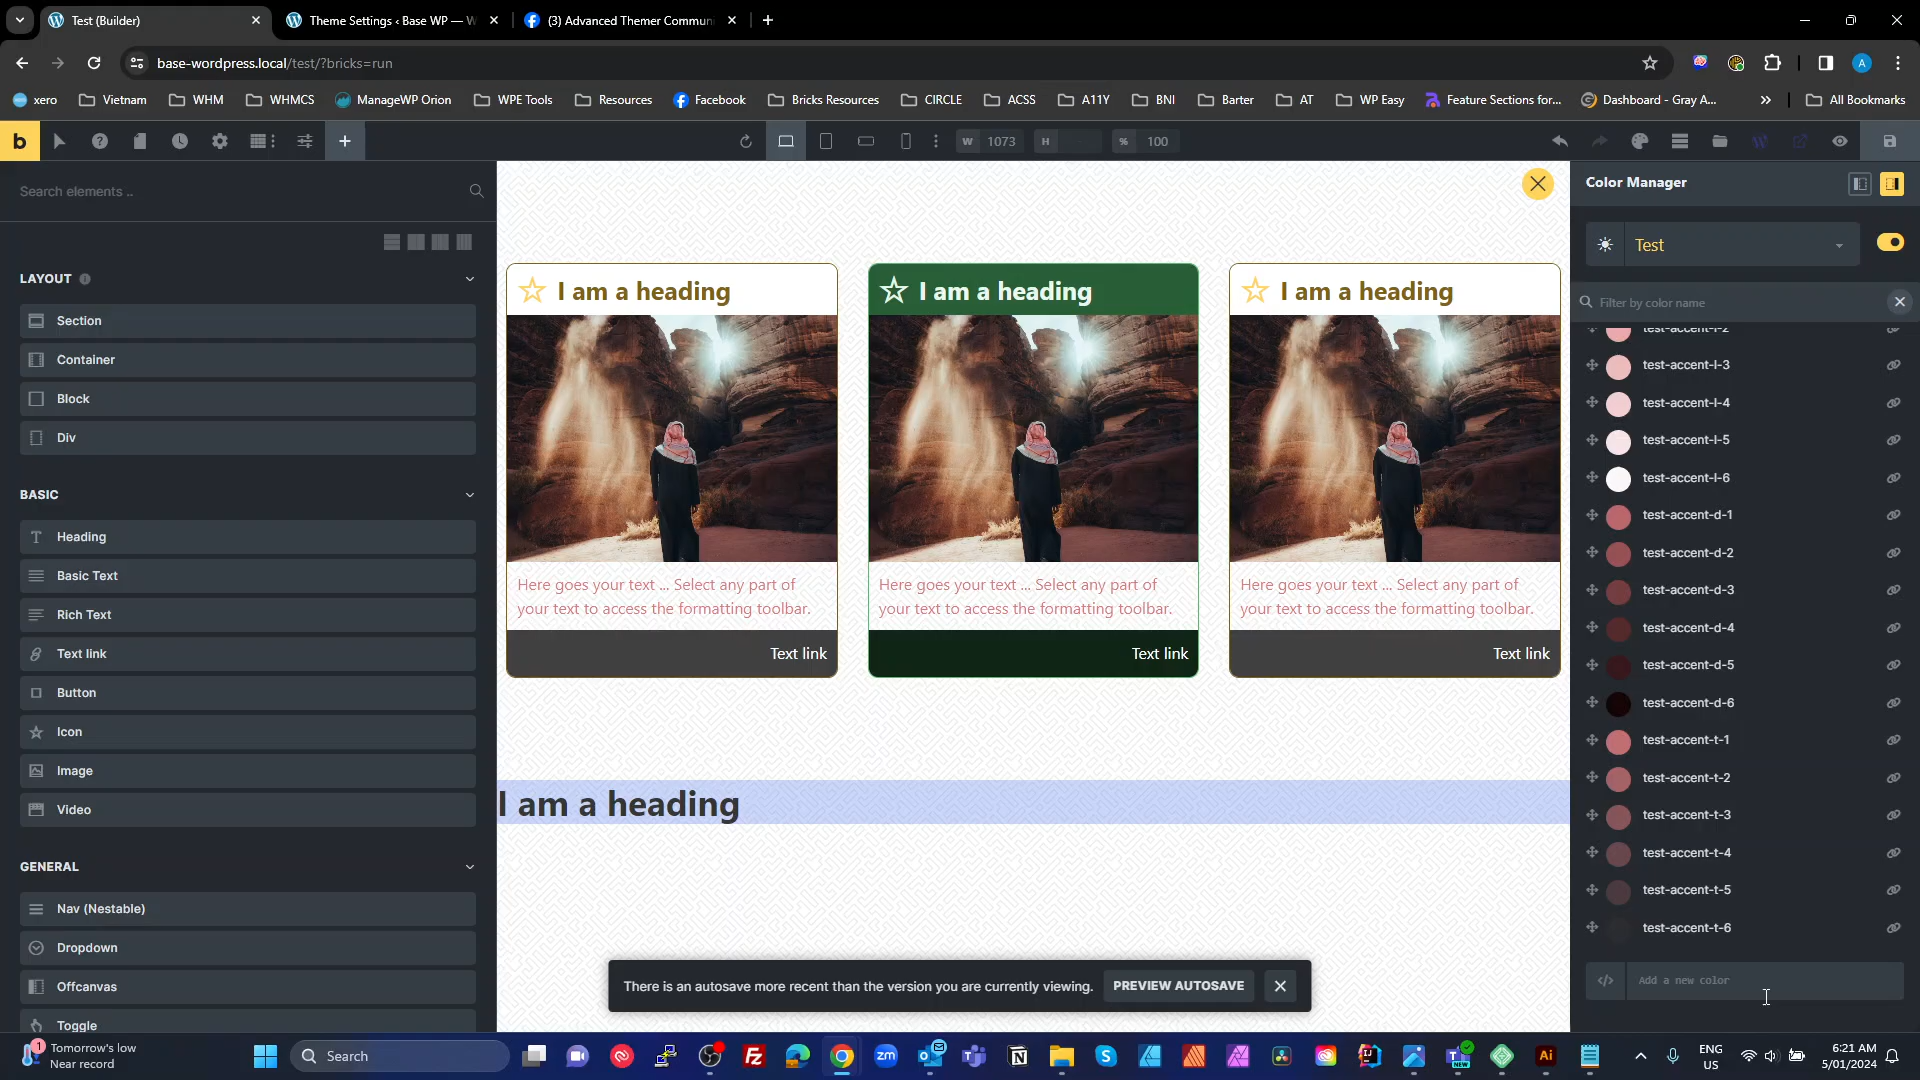 Test (Builder)
Theme Settings ‹ Base WP — W
(3) Advanced Themer Commun
base-wordpress.local/test/?bricks=run
A
xero
Vietnam
WHM
WHMCS
ManageWP Orion
WPE Tools
Resources
Facebook
Bricks Resources
CIRCLE
ACSS
A11Y
BNI
Barter
AT
WP Easy
Feature Sections for...
Dashboard - Gray A...
All Bookmarks
b
W 1073
H
% 100
Search elements ..
Color Manager
Test
Filter by color name
LAYOUT
Section
Container
Block
Div
BASIC
Heading
Basic Text
Rich Text
Text link
Button
Icon
Image
Video
GENERAL
Nav (Nestable)
Dropdown
Offcanvas
Toggle
I am a heading
Here goes your text ... Select any part of
your text to access the formatting toolbar.
Text link
I am a heading
Here goes your text ... Select any part of
your text to access the formatting toolbar.
Text link
I am a heading
Here goes your text ... Select any part of
your text to access the formatting toolbar.
Text link
I am a heading
There is an autosave more recent than the version you are currently viewing.
PREVIEW AUTOSAVE
test-accent-l-2
test-accent-l-3
test-accent-l-4
test-accent-l-5
test-accent-l-6
test-accent-d-1
test-accent-d-2
test-accent-d-3
test-accent-d-4
test-accent-d-5
test-accent-d-6
test-accent-t-1
test-accent-t-2
test-accent-t-3
test-accent-t-4
test-accent-t-5
test-accent-t-6
Add a new color
1
Tomorrow's low
Near record
Search
zm
Ai
NEW
ENG
US
6:21 AM
5/01/2024